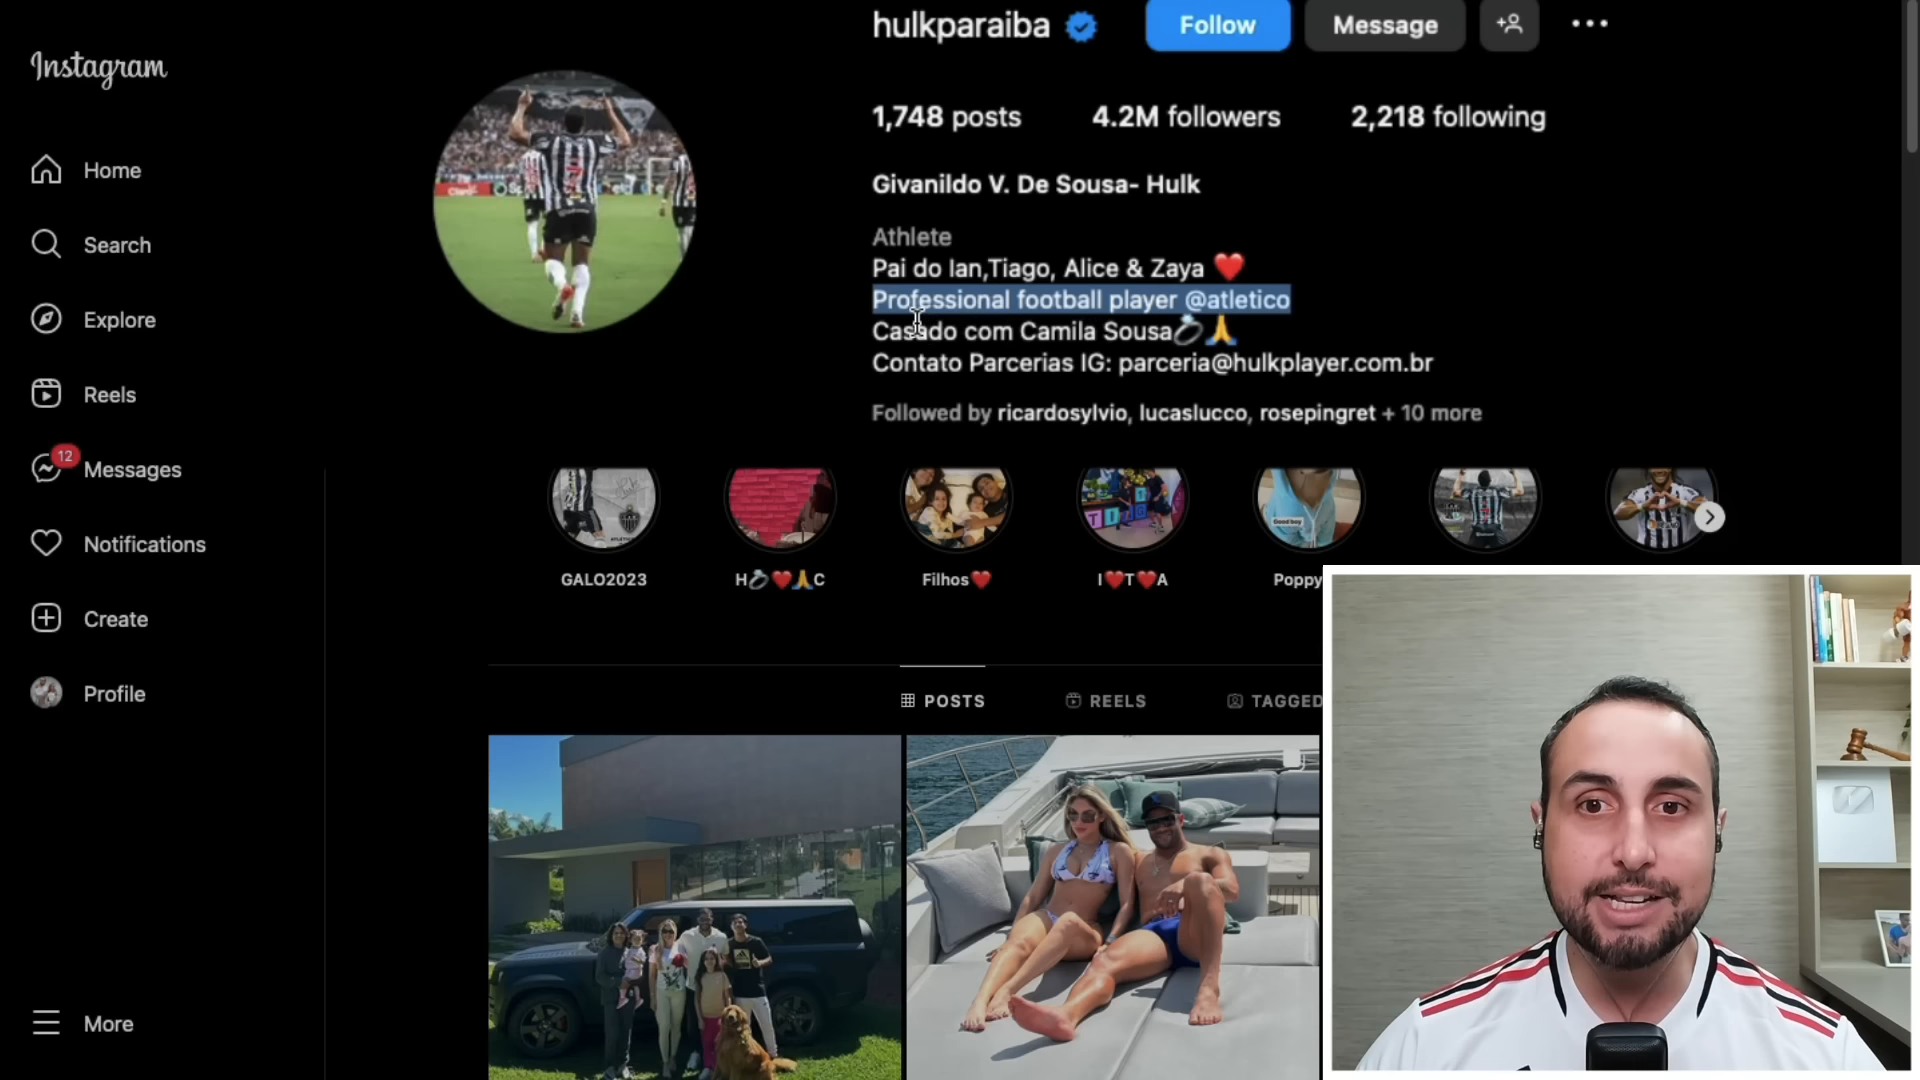 Instagram
Home
Search
Explore
Reels
12
Messages
Notifications
Create
Profile
More
hulkparaiba
Follow
Message
1,748 posts
4.2M followers
2,218 following
Givanildo V. De Sousa- Hulk
Athlete
Pai do Ian,Tiago, Alice & Zaya ❤️
Professional football player @atletico
Casado com Camila Sousa💍🙏
Contato Parcerias IG: parceria@hulkplayer.com.br
Followed by ricardosylvio, lucaslucco, rosepingret + 10 more
Good boy
GALO2023
H💍❤️🙏C
Filhos❤️
I❤️T❤️A
Poppy
POSTS
REELS
TAGGED